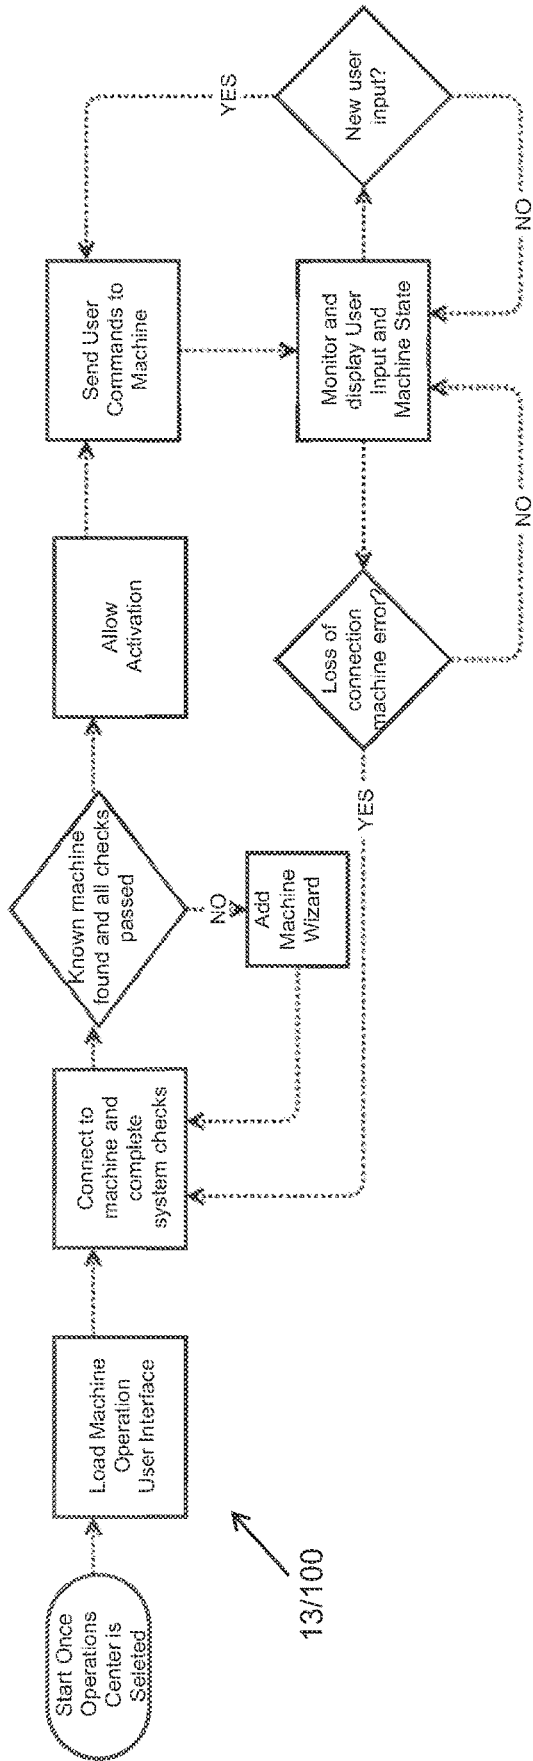 Start Once
Operations
Center is
Seleted
Load Machine
Operation
User Interface
Connect to
machine and
complete
system checks
Known machine
found and all checks
passed
NO
Add
Machine
Wizard
Allow
Activation
Send User
Commands to
Machine
Monitor and
display User
Input and
Machine State
Loss of
connection
machine error?
YES
NO
New user
input?
YES
NO
13/100